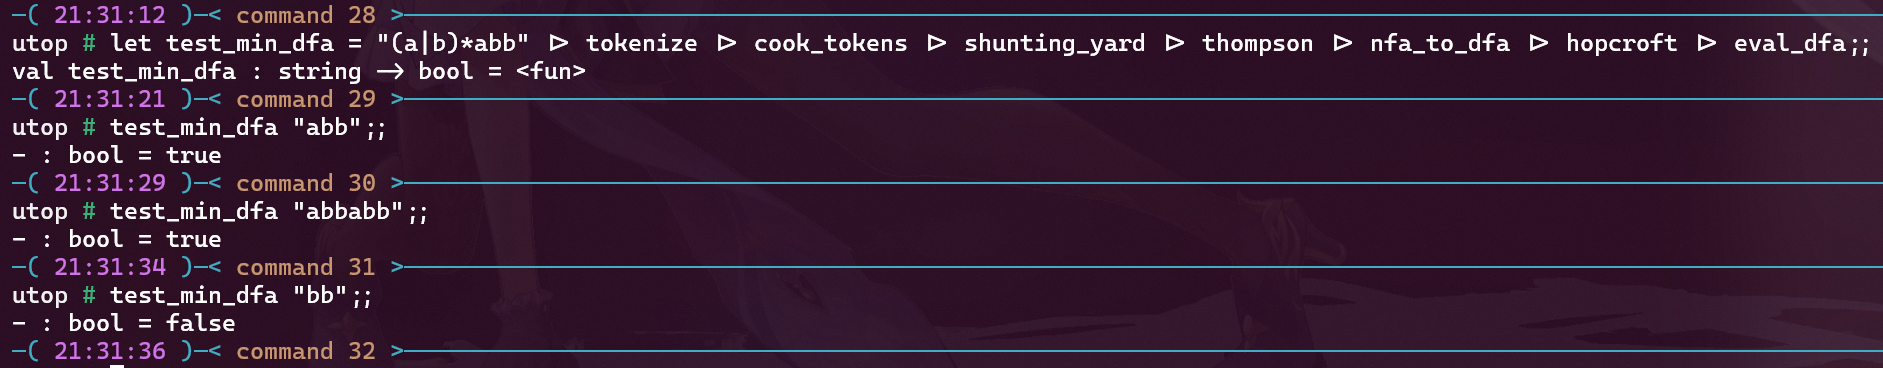 ─( 21:31:12 )─< command 28 >─
utop # let test_min_dfa = "(a|b)*abb" |> tokenize |> cook_tokens |> shunting_yard |> thompson |> nfa_to_dfa |> hopcroft |> eval_dfa;;
val test_min_dfa : string -> bool = <fun>
─( 21:31:21 )─< command 29 >─
utop # test_min_dfa "abb";;
- : bool = true
─( 21:31:29 )─< command 30 >─
utop # test_min_dfa "abbabb";;
- : bool = true
─( 21:31:34 )─< command 31 >─
utop # test_min_dfa "bb";;
- : bool = false
─( 21:31:36 )─< command 32 >─